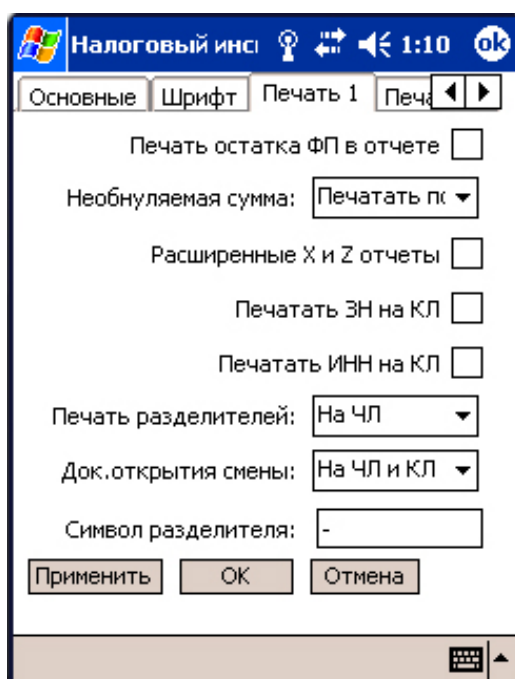 Налоговый инсı 1:10 ok
Основные Шрифт Печать 1 Печа
Печать остатка ФП в отчете
Необнуляемая сумма: Печатать по
Расширенные X и Z отчеты
Печатать ЗН на КЛ
Печатать ИНН на КЛ
Печать разделителей: На ЧЛ
Док.открытия смены: На ЧЛ и КЛ
Символ разделителя: -
Применить OK Отмена